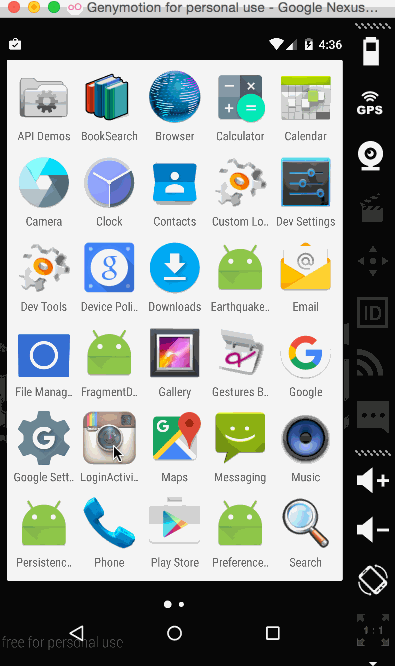 Genymotion for personal use - Google Nexus...
4:36
GPS
API Demos BookSearch Browser Calculator Calendar
Camera Clock Contacts Custom Lo.. Dev Settings
Dev Tools Device Poli.. Downloads Earthquake.. Email
File Manag.. FragmentD.. Gallery Gestures B.. Google
ID
Google Sett.. LoginActivi.. Maps Messaging Music
Persistenc.. Phone Play Store Preference.. Search
1:1
free for personal use